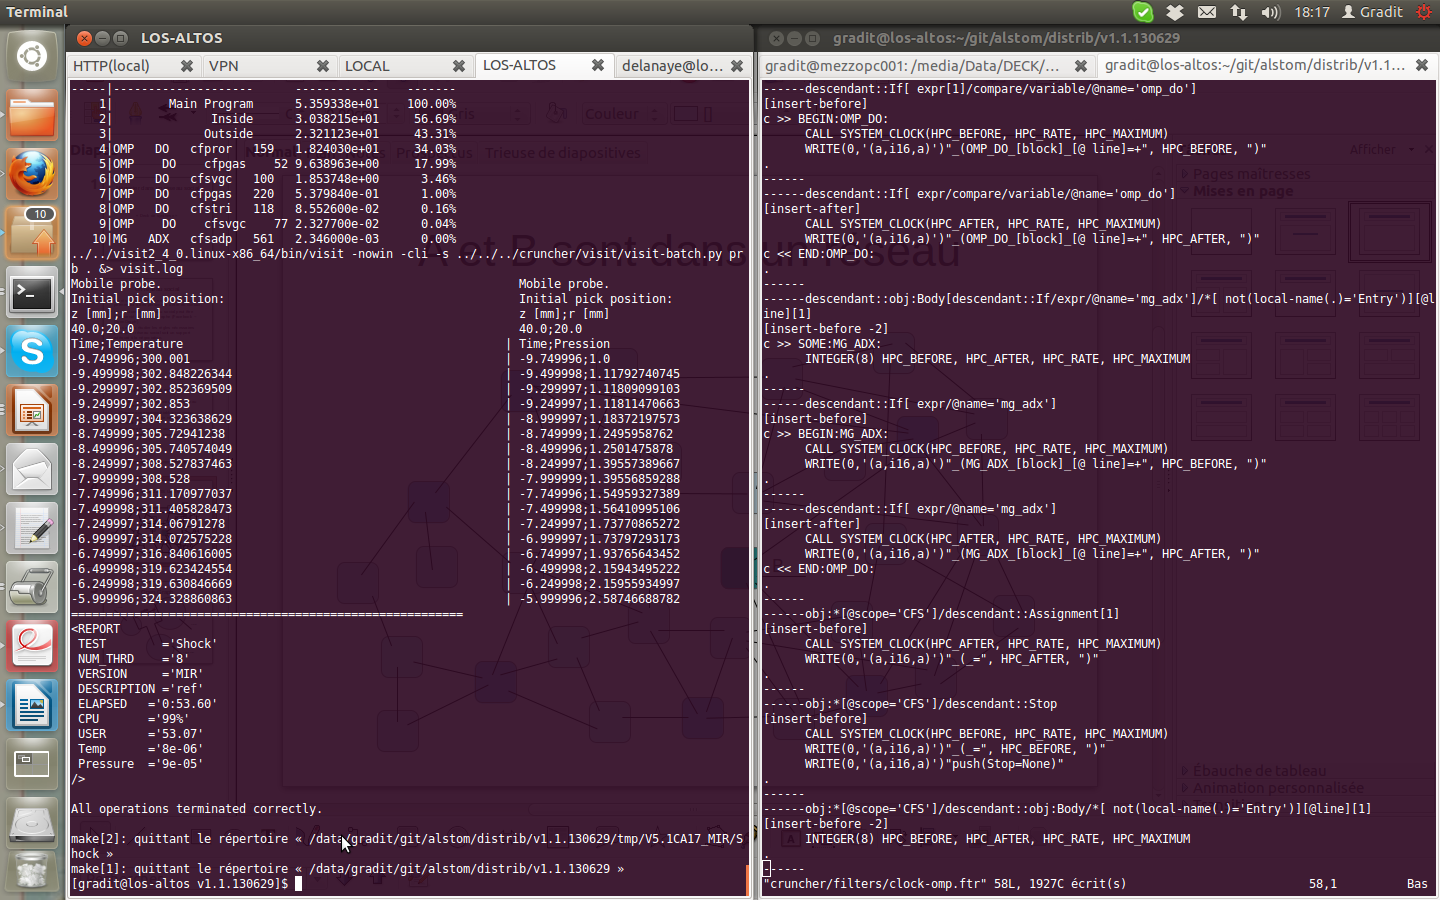 Terminal
18:17 Gradit
LOS-ALTOS
HTTP(local) VPN LOCAL LOS-ALTOS delanaye@lo...
-----|-------------------- ------------ -------
1| Main Program 5.359338e+01 100.00%
2| Inside 3.038215e+01 56.69%
3| Outside 2.321123e+01 43.31%
4|OMP DO cfpror 159 1.824030e+01 34.03%
5|OMP DO cfpgas 52 9.638963e+00 17.99%
6|OMP DO cfsvgc 100 1.853748e+00 3.46%
7|OMP DO cfpgas 220 5.379840e-01 1.00%
8|OMP DO cfstri 118 8.552600e-02 0.16%
9|OMP DO cfsvgc 77 2.327700e-02 0.04%
10|MG ADX cfsadp 561 2.346000e-03 0.00%
../../visit2_4_0.linux-x86_64/bin/visit -nowin -cli -s ../../../cruncher/visit/visit-batch.py pr
b . &> visit.log
Mobile probe. Mobile probe.
Initial pick position: Initial pick position:
z [mm];r [mm] z [mm];r [mm]
40.0;20.0 40.0;20.0
Time;Temperature | Time;Pression
-9.749996;300.001 | -9.749996;1.0
-9.499998;302.848226344 | -9.499998;1.11792740745
-9.299997;302.852369509 | -9.299997;1.11809099103
-9.249997;302.853 | -9.249997;1.11811470663
-8.999997;304.323638629 | -8.999997;1.18372197573
-8.749999;305.72941238 | -8.749999;1.2495958762
-8.499996;305.740574049 | -8.499996;1.2501475878
-8.249997;308.527837463 | -8.249997;1.39557389667
-7.999999;308.528 | -7.999999;1.39556859288
-7.749996;311.170977037 | -7.749996;1.54959327389
-7.499998;311.405828473 | -7.499998;1.56410995106
-7.249997;314.06791278 | -7.249997;1.73770865272
-6.999998;314.072575228 | -6.999998;1.73797293173
-6.749997;316.840616005 | -6.749997;1.93765643452
-6.499998;319.623424554 | -6.499998;2.15943495222
-6.249998;319.630846669 | -6.249998;2.15955934997
-5.999996;324.328860863 | -5.999996;2.58746688782
========================================================
<REPORT
TEST ='Shock'
NUM_THRD ='8'
VERSION ='MIR'
DESCRIPTION ='ref'
ELAPSED ='0:53.60'
CPU ='99%'
USER ='53.07'
Temp ='8e-06'
Pressure ='9e-05'
/>
All operations terminated correctly.
make[2]: quittant le répertoire « /data/gradit/git/alstom/distrib/v1.1.130629/tmp/V5.1CA17_MIR/S
hock »
make[1]: quittant le répertoire « /data/gradit/git/alstom/distrib/v1.1.130629 »
[gradit@los-altos v1.1.130629]$
gradit@los-altos:~/git/alstom/distrib/v1.1.130629
gradit@mezzopc001: /media/Data/DECK/... gradit@los-altos:~/git/alstom/distrib/v1.1...
------descendant::If[ expr[1]/compare/variable/@name='omp_do']
[insert-before]
c >> BEGIN:OMP_DO:
CALL SYSTEM_CLOCK(HPC_BEFORE, HPC_RATE, HPC_MAXIMUM)
WRITE(0,'(a,i16,a)')"_(OMP_DO_[block]_[@ line]=+", HPC_BEFORE, ")"
.
------
------descendant::If[ expr/compare/variable/@name='omp_do']
[insert-after]
CALL SYSTEM_CLOCK(HPC_AFTER, HPC_RATE, HPC_MAXIMUM)
WRITE(0,'(a,i16,a)')"_(OMP_DO_[block]_[@ line]=+", HPC_AFTER, ")"
c << END:OMP_DO:
.
------
------descendant::obj:Body[descendant::If/expr/@name='mg_adx']/*[ not(local-name(.)='Entry')][@l
ine][1]
[insert-before -2]
c >> SOME:MG_ADX:
INTEGER(8) HPC_BEFORE, HPC_AFTER, HPC_RATE, HPC_MAXIMUM
.
------
------descendant::If[ expr/@name='mg_adx']
[insert-before]
c >> BEGIN:MG_ADX:
CALL SYSTEM_CLOCK(HPC_BEFORE, HPC_RATE, HPC_MAXIMUM)
WRITE(0,'(a,i16,a)')"_(MG_ADX_[block]_[@ line]=+", HPC_BEFORE, ")"
.
------
------descendant::If[ expr/@name='mg_adx']
[insert-after]
CALL SYSTEM_CLOCK(HPC_AFTER, HPC_RATE, HPC_MAXIMUM)
WRITE(0,'(a,i16,a)')"_(MG_ADX_[block]_[@ line]=+", HPC_AFTER, ")"
c << END:OMP_DO:
.
------
------obj:*[@scope='CFS']/descendant::Assignment[1]
[insert-before]
CALL SYSTEM_CLOCK(HPC_AFTER, HPC_RATE, HPC_MAXIMUM)
WRITE(0,'(a,i16,a)')"_(_=", HPC_AFTER, ")"
.
------
------obj:*[@scope='CFS']/descendant::Stop
[insert-before]
CALL SYSTEM_CLOCK(HPC_BEFORE, HPC_RATE, HPC_MAXIMUM)
WRITE(0,'(a,i16,a)')"_(_=", HPC_BEFORE, ")"
WRITE(0,'(a,i16,a)')"push(Stop=None)"
.
------
------obj:*[@scope='CFS']/descendant::obj:Body/*[ not(local-name(.)='Entry')][@line][1]
[insert-before -2]
INTEGER(8) HPC_BEFORE, HPC_AFTER, HPC_RATE, HPC_MAXIMUM
.
------
"cruncher/filters/clock-omp.ftr" 58L, 1927C écrit(s) 58,1 Bas
10
Couleur
Trieuse de diapositives
A et B sont dans un réseau
Afficher
Pages maîtresses
Mises en page
Ébauche de tableau
Animation personnalisée